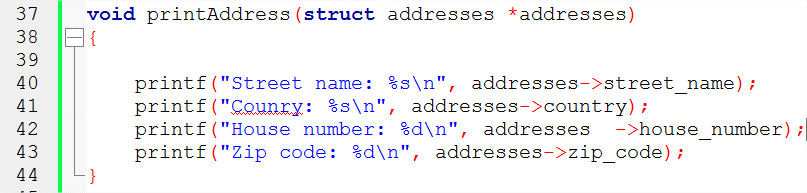 37 void printAddress(struct addresses *addresses)
38 {
39
40 printf("Street name: %s\n", addresses->street_name);
41 printf("Counry: %s\n", addresses->country);
42 printf("House number: %d\n", addresses  ->house_number);
43 printf("Zip code: %d\n", addresses->zip_code);
44 }